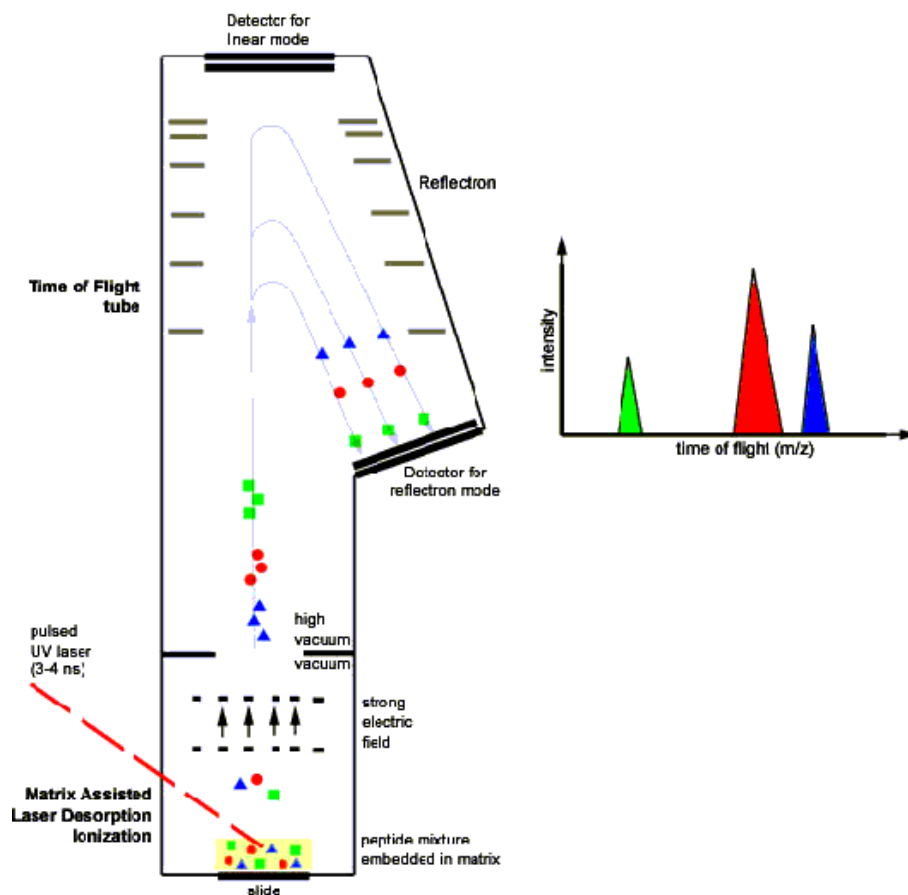 Detector for
linear mode
Reflectron
Time of Flight
tube
intensity
time of flight (m/z)
Detector for
reflectron mode
pulsed
UV laser
(3-4 ns)
high
vacuum
vacuum
strong
electric
field
Matrix Assisted
Laser Desorption
Ionization
peptide mixture
embedded in matrix
slide